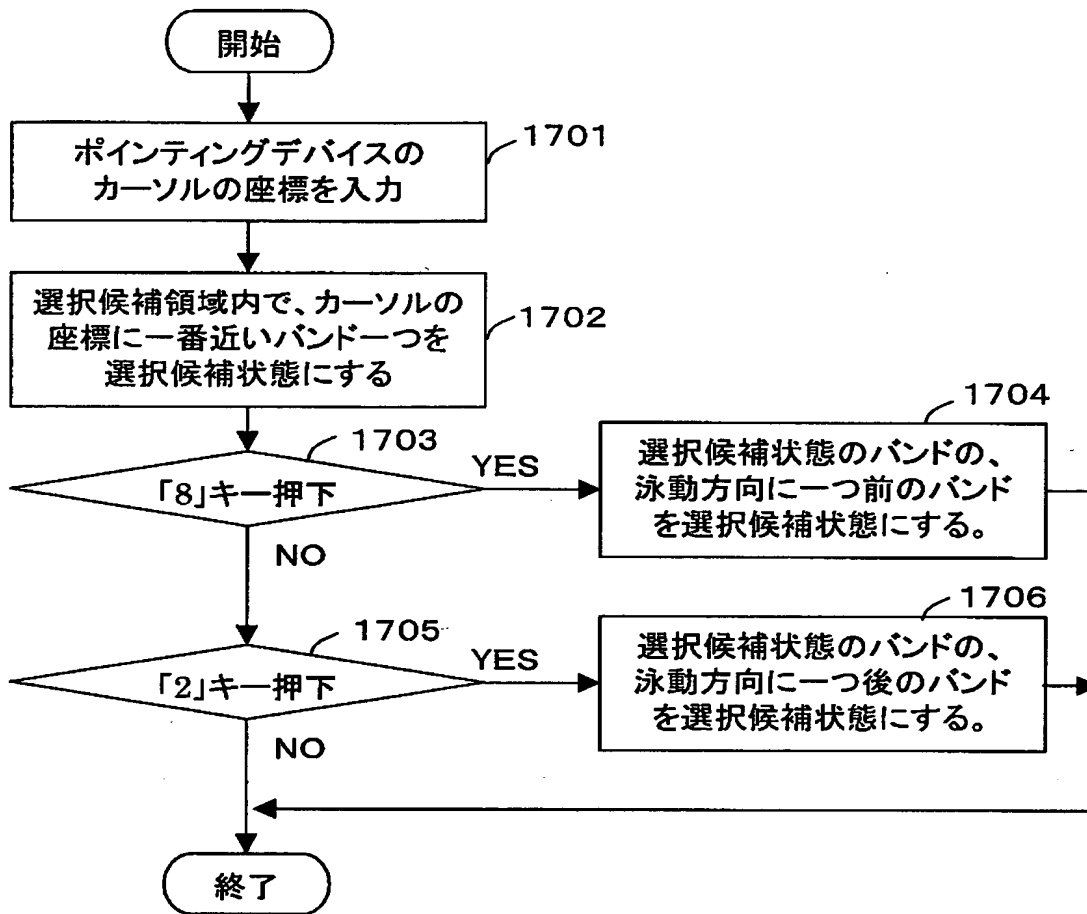 開始
ポインティングデバイスの
カーソルの座標を入力
1701
選択候補領域内で、カーソルの
座標に一番近いバンド一つを
選択候補状態にする
1702
1703
「8」キー押下
YES
NO
1704
選択候補状態のバンドの、
泳動方向に一つ前のバンド
を選択候補状態にする。
1705
「2」キー押下
YES
NO
1706
選択候補状態のバンドの、
泳動方向に一つ後のバンド
を選択候補状態にする。
終了